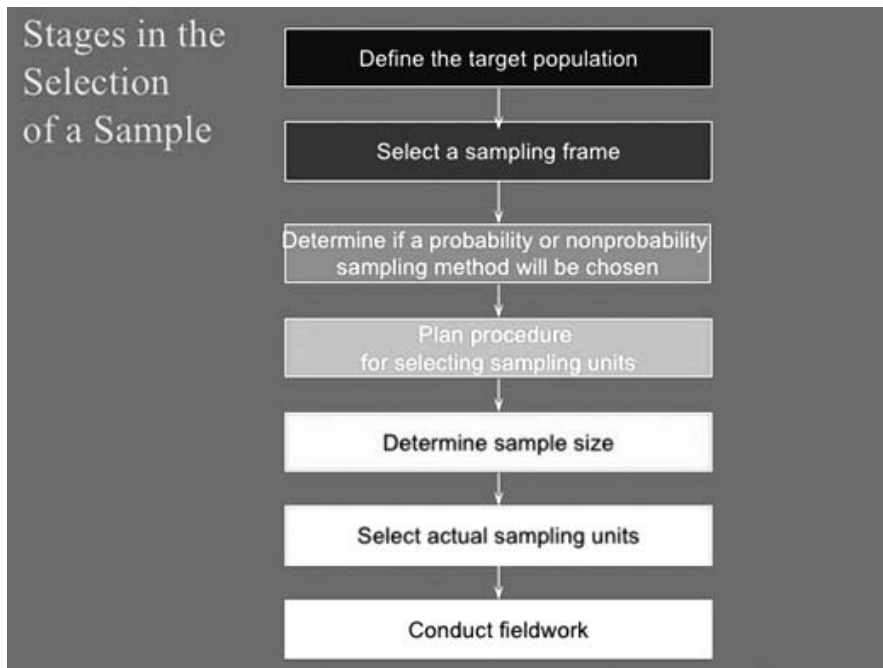 Stages in the
Selection
of a Sample
Define the target population
Select a sampling frame
Determine if a probability or nonprobability
sampling method will be chosen
Plan procedure
for selecting sampling units
Determine sample size
Select actual sampling units
Conduct fieldwork